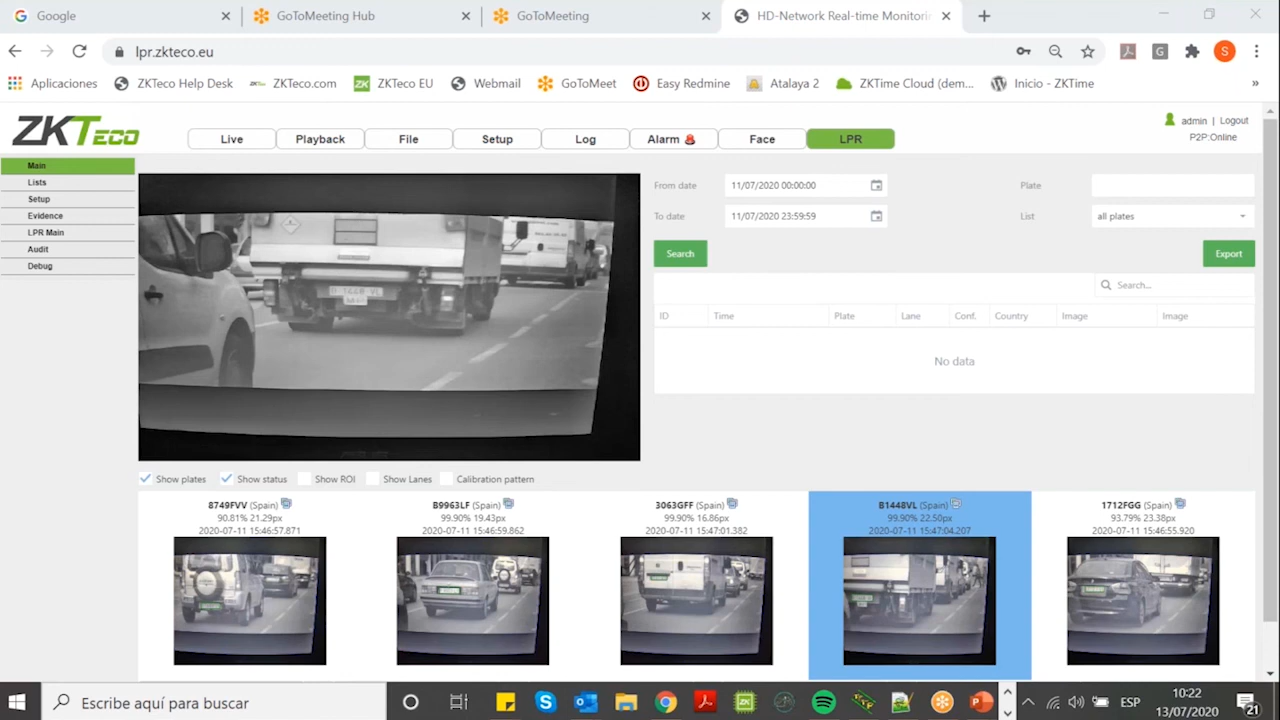 Google
GoToMeeting Hub
GoToMeeting
HD-Network Real-time Monitorin
lpr.zkteco.eu
Aplicaciones
ZKTeco Help Desk
ZKTeco.com
ZKTeco EU
Webmail
GoToMeet
Easy Redmine
Atalaya 2
ZKTime Cloud (dem...
Inicio - ZKTime
»
ZKTECO
Live
Playback
File
Setup
Log
Alarm
Face
LPR
admin | Logout
P2P:Online
Main
Lists
Setup
Evidence
LPR Main
Audit
Debug
B 1448 VL
From date
11/07/2020 00:00:00
Plate
To date
11/07/2020 23:59:59
List
all plates
Search
Export
Search...
ID
Time
Plate
Lane
Conf.
Country
Image
Image
No data
Show plates
Show status
Show ROI
Show Lanes
Calibration pattern
8749FVV (Spain)
90.81% 21.29px
2020-07-11 15:46:57.871
B9963LF (Spain)
99.90% 19.43px
2020-07-11 15:46:59.862
3063GFF (Spain)
99.90% 16.86px
2020-07-11 15:47:01.382
B1448VL (Spain)
99.90% 22.50px
2020-07-11 15:47:04.207
1712FGG (Spain)
93.79% 23.38px
2020-07-11 15:46:55.920
Escribe aquí para buscar
ESP
10:22
13/07/2020
21